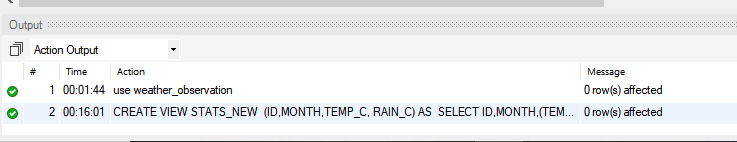 Output
Action Output
# Time Action Message
1 00:01:44 use weather_observation 0 row(s) affected
2 00:16:01 CREATE VIEW STATS_NEW (ID,MONTH,TEMP_C, RAIN_C) AS SELECT ID,MONTH,(TEM... 0 row(s) affected